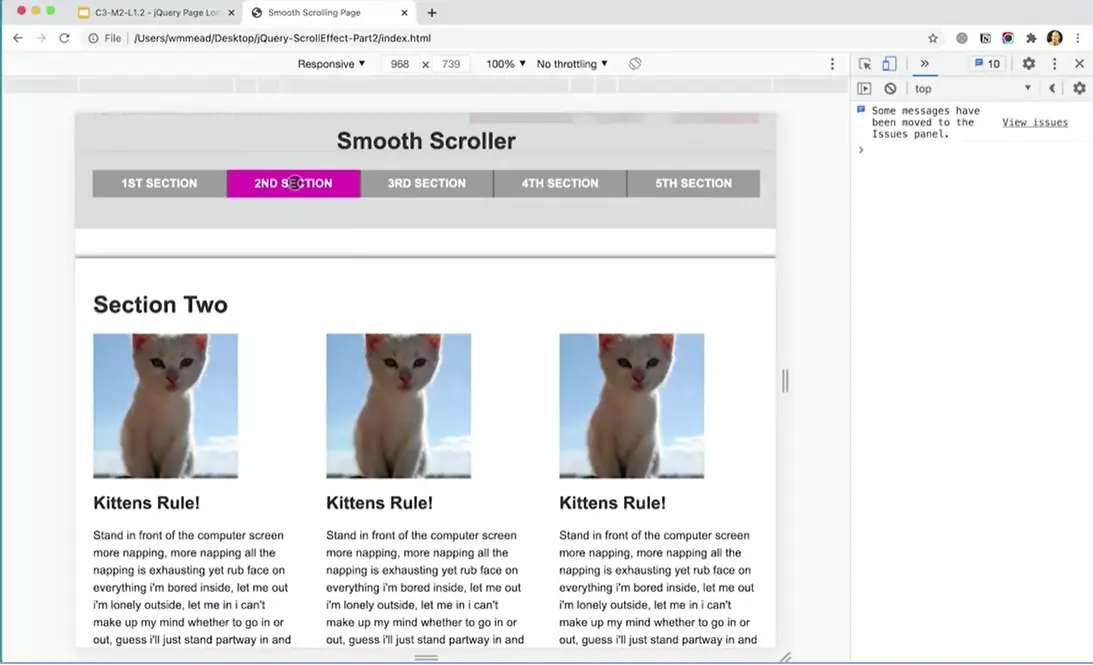 C3-M2-L1.2 - jQuery Page Loc
Smooth Scrolling Page
File /Users/wmmead/Desktop/jQuery-ScrollEffect-Part2/index.html
Responsive 968 x 739 100% No throttling
10
top
Some messages have been moved to the Issues panel.
View issues
Smooth Scroller
1ST SECTION 2ND SECTION 3RD SECTION 4TH SECTION 5TH SECTION
Section Two
Kittens Rule!
Stand in front of the computer screen
more napping, more napping all the
napping is exhausting yet rub face on
everything i'm bored inside, let me out
i'm lonely outside, let me in i can't
make up my mind whether to go in or
out, guess i'll just stand partway in and
Kittens Rule!
Stand in front of the computer screen
more napping, more napping all the
napping is exhausting yet rub face on
everything i'm bored inside, let me out
i'm lonely outside, let me in i can't
make up my mind whether to go in or
out, guess i'll just stand partway in and
Kittens Rule!
Stand in front of the computer screen
more napping, more napping all the
napping is exhausting yet rub face on
everything i'm bored inside, let me out
i'm lonely outside, let me in i can't
make up my mind whether to go in or
out, guess i'll just stand partway in and